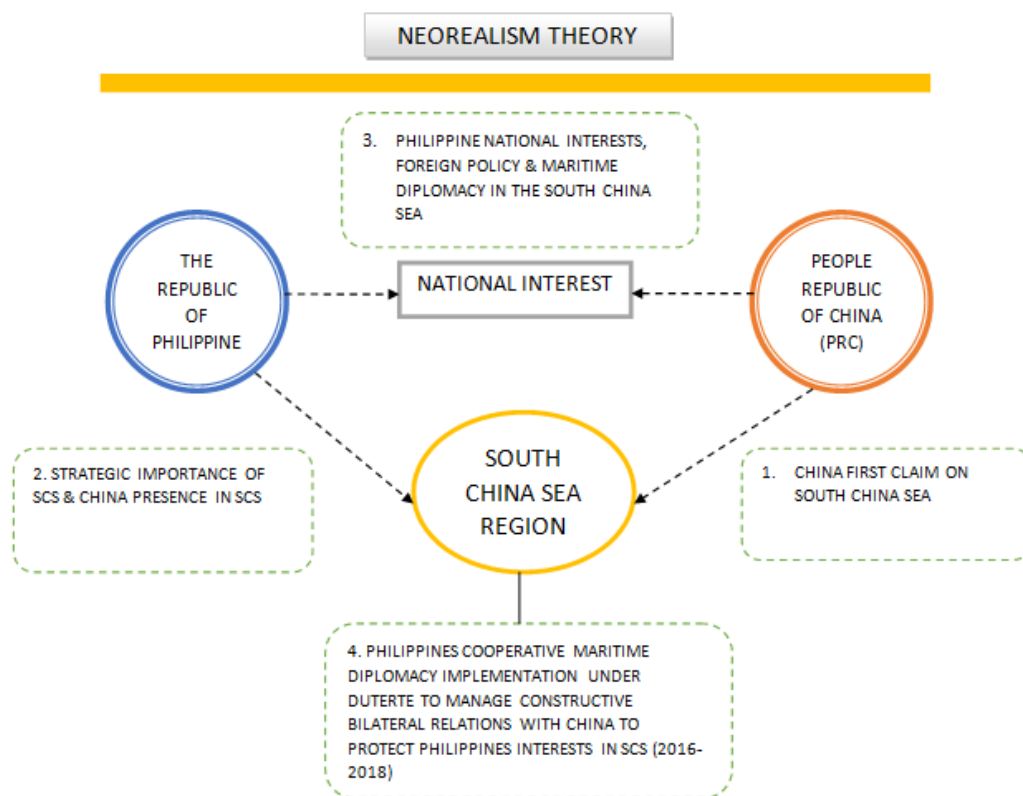 NEOREALISM THEORY
3. PHILIPPINE NATIONAL INTERESTS,
FOREIGN POLICY & MARITIME
DIPLOMACY IN THE SOUTH CHINA
SEA
THE
REPUBLIC
OF
PHILIPPINE
NATIONAL INTEREST
PEOPLE
REPUBLIC
OF CHINA
(PRC)
2. STRATEGIC IMPORTANCE OF
SCS & CHINA PRESENCE IN SCS
SOUTH
CHINA SEA
REGION
1. CHINA FIRST CLAIM ON
SOUTH CHINA SEA
4. PHILIPPINES COOPERATIVE MARITIME
DIPLOMACY IMPLEMENTATION UNDER
DUTERTE TO MANAGE CONSTRUCTIVE
BILATERAL RELATIONS WITH CHINA TO
PROTECT PHILIPPINES INTERESTS IN SCS (2016-
2018)